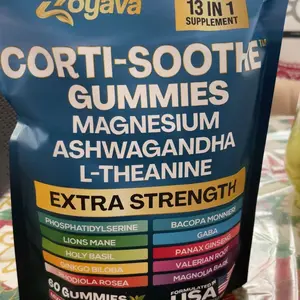 Zoyava
13 IN 1
SUPPLEMENT
CORTI-SOOTHE
GUMMIES
MAGNESIUM
ASHWAGANDHA
L-THEANINE
EXTRA STRENGTH
PHOSPHATIDYLSERINE
BACOPA MONNIERI
LIONS MANE
GABA
HOLY BASIL
PANAX GINSENG
GINKGO BILOBA
VALERIAN ROO
RHODIOLA ROSEA
MAGNOLIA BARK
60 GUMMIES
FORMULATED IN
USA